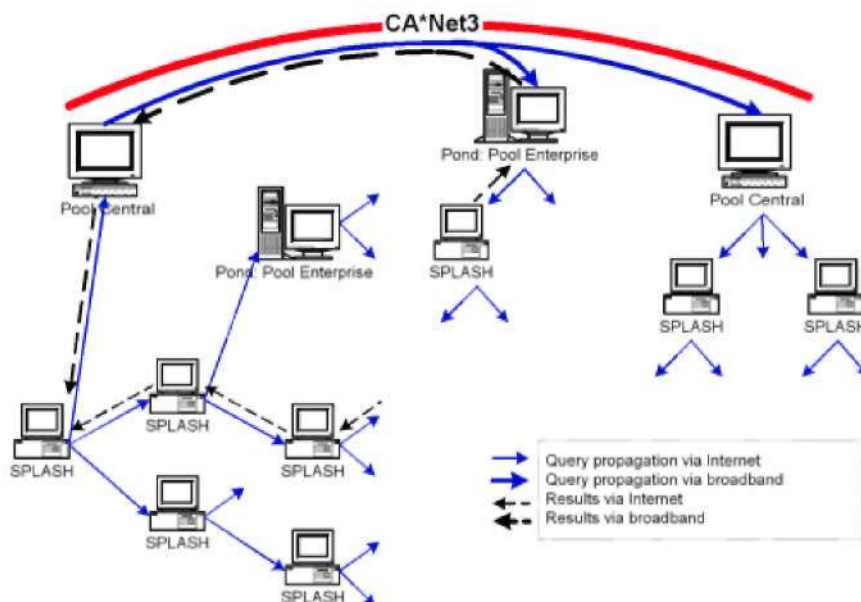 CA*Net3
Pond: Pool Enterprise
Pool Central
Pool Central
Pond: Pool Enterprise
SPLASH
SPLASH
SPLASH
SPLASH
SPLASH
SPLASH
SPLASH
SPLASH
Query propagation via Internet
Query propagation via broadband
Results via Internet
Results via broadband